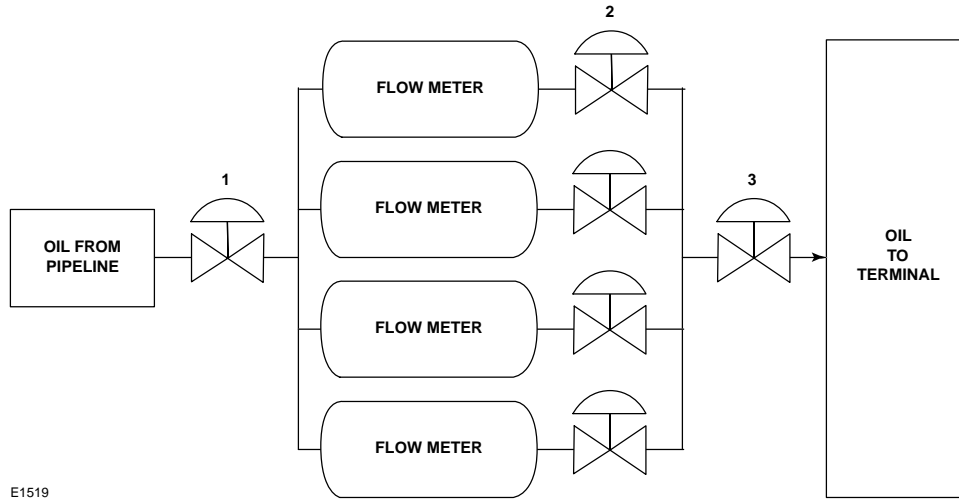 2
FLOW METER
FLOW METER
1
3
OIL FROM
PIPELINE
OIL
TO
TERMINAL
FLOW METER
FLOW METER
E1519